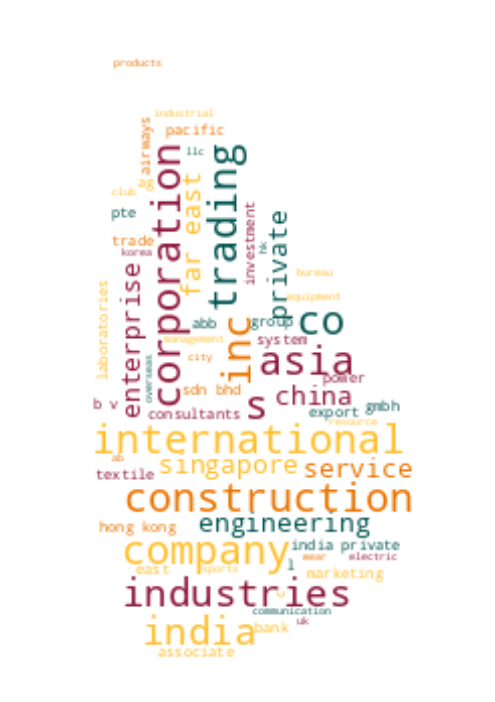 products
industrial
pacific
airways
corporation
llc
trading
ag
club
far east
pte
investment
private
trade
korea
hk
bureau
enterprise
laboratories
equipment
overseas
abb
group
co
inc
management
system
city
asia
power
sdn bhd
s
china
b v
consultants
export
gmbh
resource
international
ab
singapore
service
textile
construction
hong kong
engineering
company
india private
wear
electric
l
east
sports
marketing
industries
communication
uk
india
bank
associate